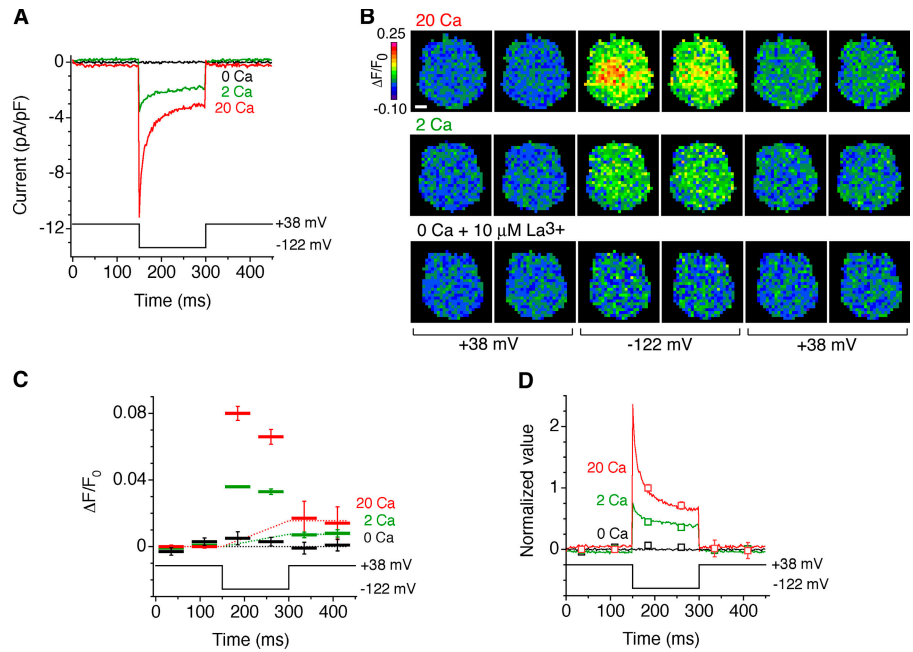 A
0
-4
-8
-12
Current (pA/pF)
0 Ca
2 Ca
20 Ca
+38 mV
-122 mV
0 100 200 300 400
Time (ms)
B
20 Ca
0.25
ΔF/F0
-0.10
2 Ca
0 Ca + 10 μM La3+
+38 mV -122 mV +38 mV
C
0.08
0.04
0
ΔF/F0
20 Ca
2 Ca
0 Ca
+38 mV
-122 mV
0 100 200 300 400
Time (ms)
D
2
1
0
Normalized value
20 Ca
2 Ca
0 Ca
+38 mV
-122 mV
0 100 200 300 400
Time (ms)